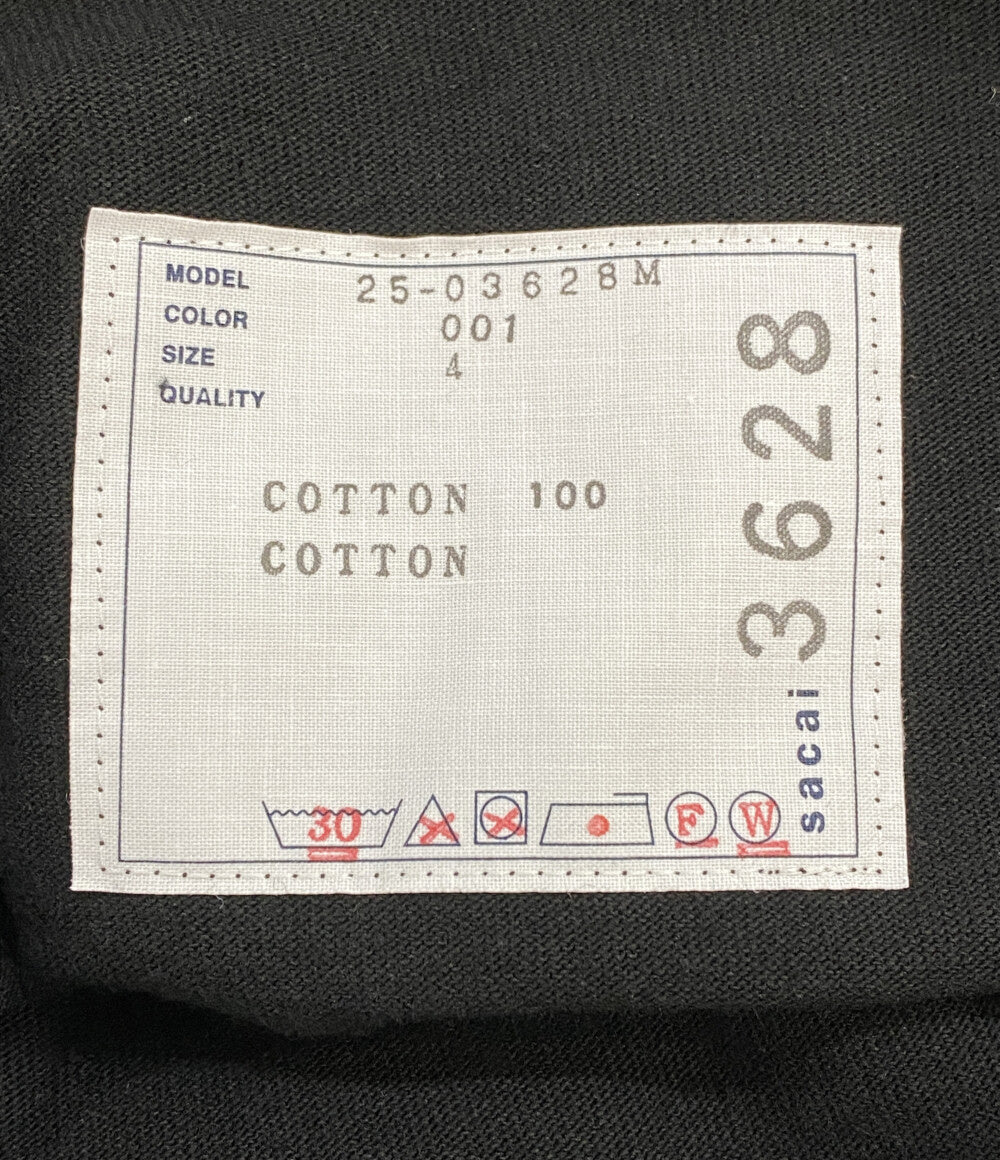 MODEL 25-03628M
COLOR 001
SIZE 4
QUALITY
COTTON 100
COTTON
30
F
W
sacai 3628